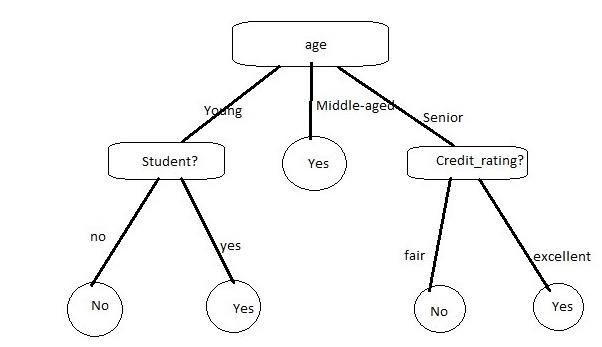 age
Young
Middle-aged
Senior
Student?
Yes
Credit_rating?
no
yes
fair
excellent
No
Yes
No
Yes